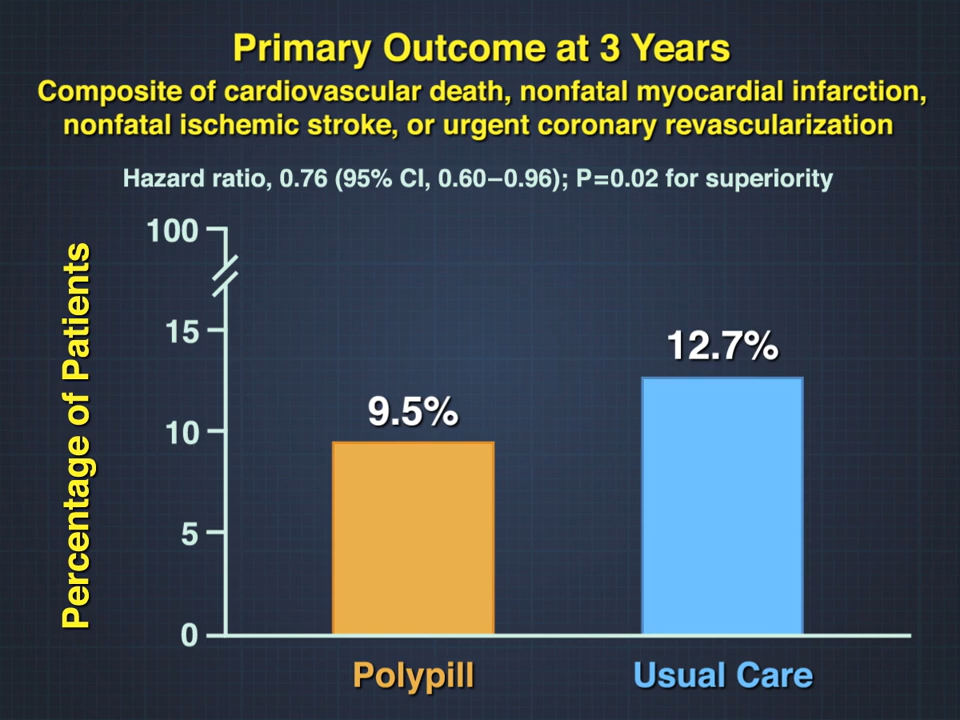 Primary Outcome at 3 Years
Composite of cardiovascular death, nonfatal myocardial infarction,
nonfatal ischemic stroke, or urgent coronary revascularization
Hazard ratio, 0.76 (95% CI, 0.60–0.96); P=0.02 for superiority
Percentage of Patients
100
15
10
5
0
9.5%
12.7%
Polypill
Usual Care